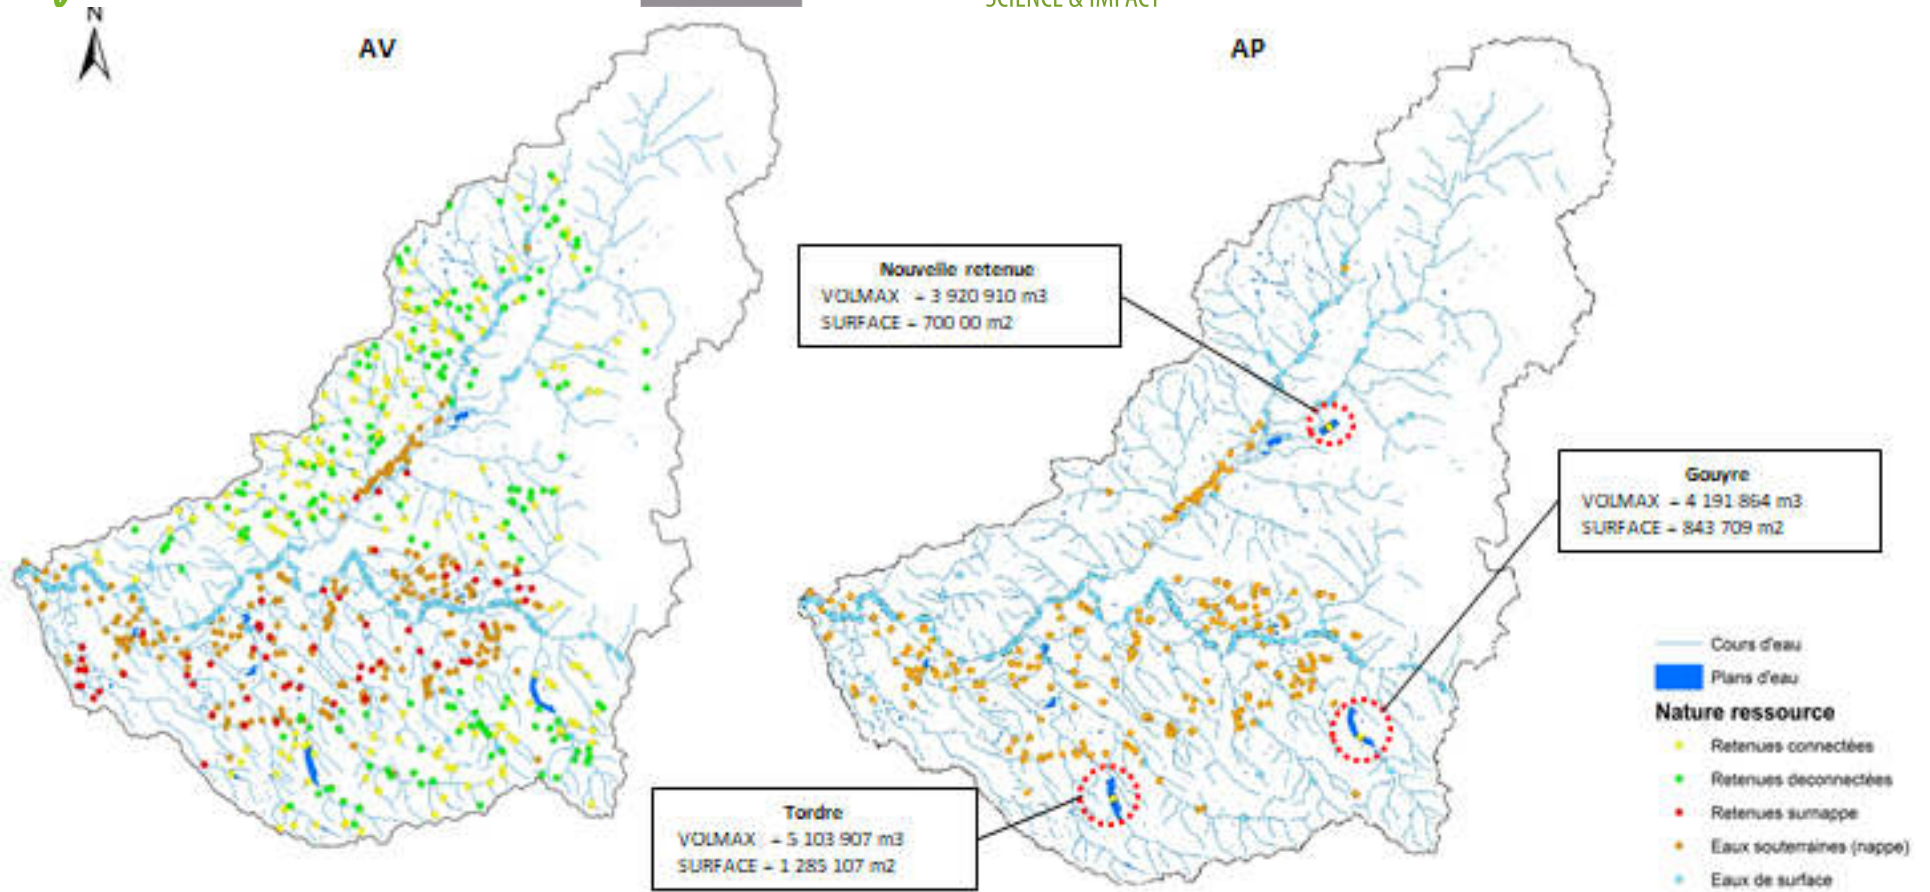 SCIENCE & IMPACT
N
AV
AP
Nouvelle retenue
VOLMAX = 3 920 910 m3
SURFACE = 700 00 m2
Gouyre
VOLMAX = 4 191 864 m3
SURFACE = 843 709 m2
Tordre
VOLMAX = 5 103 907 m3
SURFACE = 1 285 107 m2
Cours d'eau
Plans d'eau
Nature ressource
Retenues connectées
Retenues deconnectées
Retenues surnappe
Eaux souterraines (nappe)
Eaux de surface